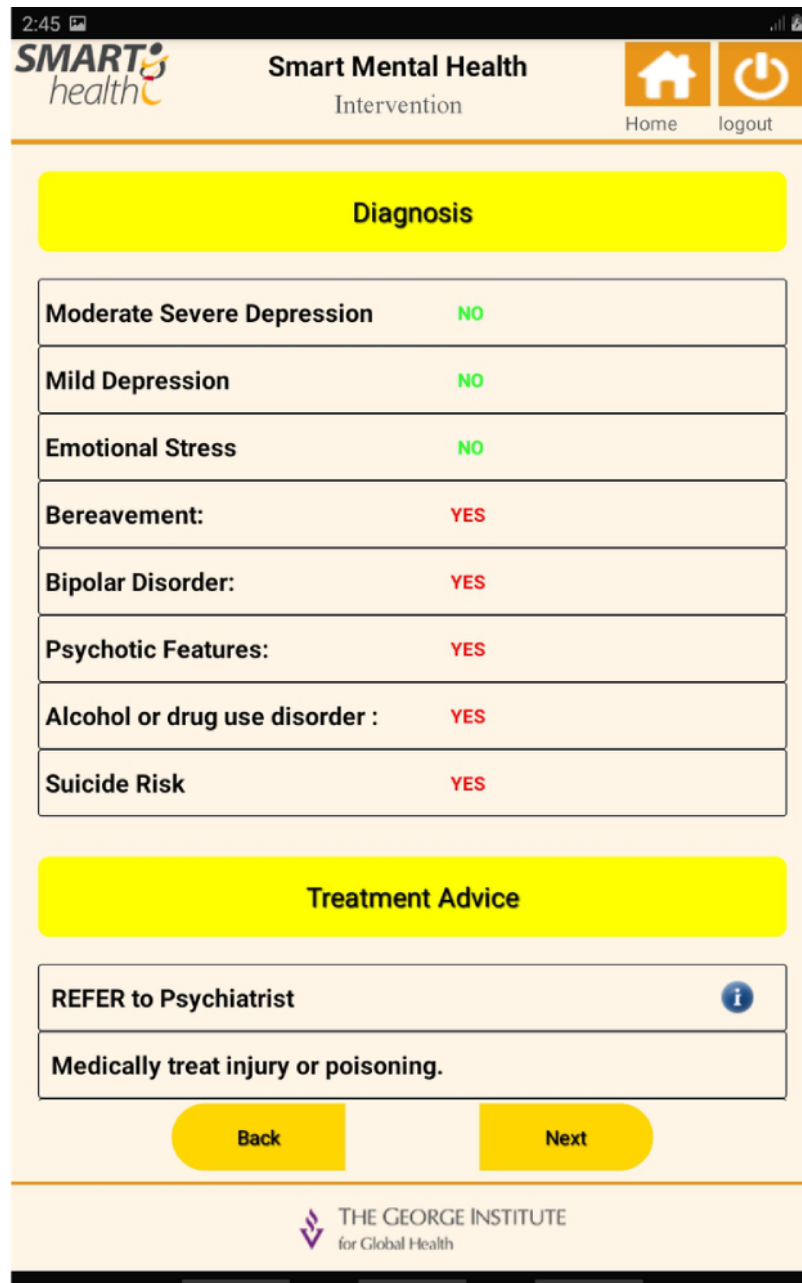 2:45
SMART
health
Smart Mental Health
Intervention
Home
logout
Diagnosis
Moderate Severe Depression NO
Mild Depression NO
Emotional Stress NO
Bereavement: YES
Bipolar Disorder: YES
Psychotic Features: YES
Alcohol or drug use disorder : YES
Suicide Risk YES
Treatment Advice
REFER to Psychiatrist i
Medically treat injury or poisoning.
Back
Next
THE GEORGE INSTITUTE
for Global Health